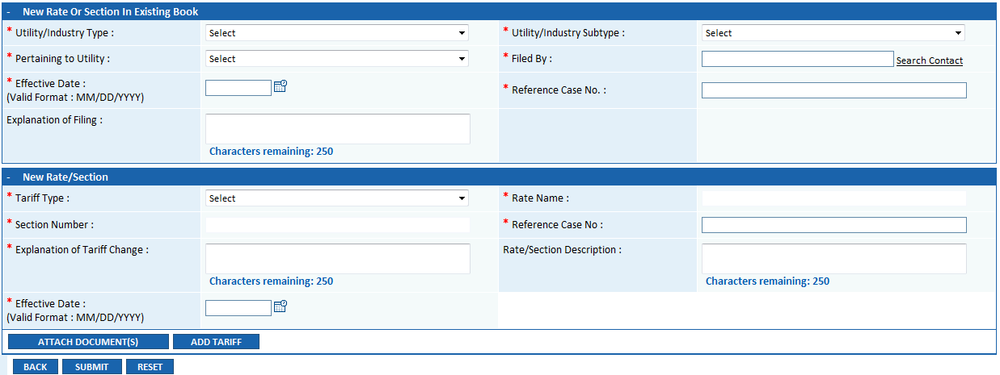 - New Rate Or Section In Existing Book
* Utility/Industry Type : Select * Utility/Industry Subtype : Select
* Pertaining to Utility : Select * Filed By : Search Contact
* Effective Date :
(Valid Format : MM/DD/YYYY) * Reference Case No. :
Explanation of Filing :
Characters remaining: 250
- New Rate/Section
* Tariff Type : Select * Rate Name :
* Section Number : * Reference Case No :
* Explanation of Tariff Change : Rate/Section Description :
Characters remaining: 250 Characters remaining: 250
* Effective Date :
(Valid Format : MM/DD/YYYY)
ATTACH DOCUMENT(S) ADD TARIFF
BACK SUBMIT RESET